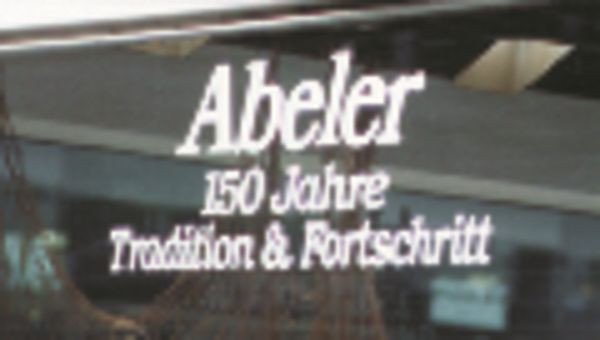 Abeler
150 Jahre
Tradition & Fortschritt